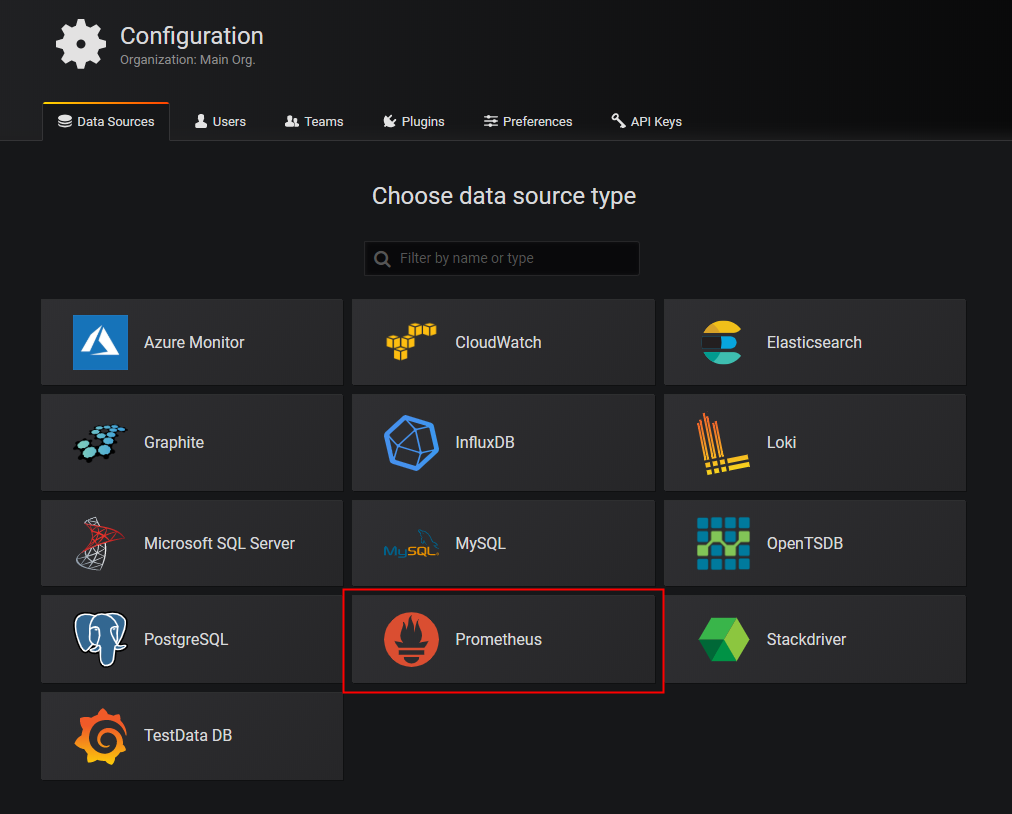 Configuration
Organization: Main Org.
Data Sources Users Teams Plugins Preferences API Keys
Choose data source type
Filter by name or type
Azure Monitor CloudWatch Elasticsearch
Graphite InfluxDB Loki
Microsoft SQL Server MySQL MySQL OpenTSDB
PostgreSQL Prometheus Stackdriver
TestData DB